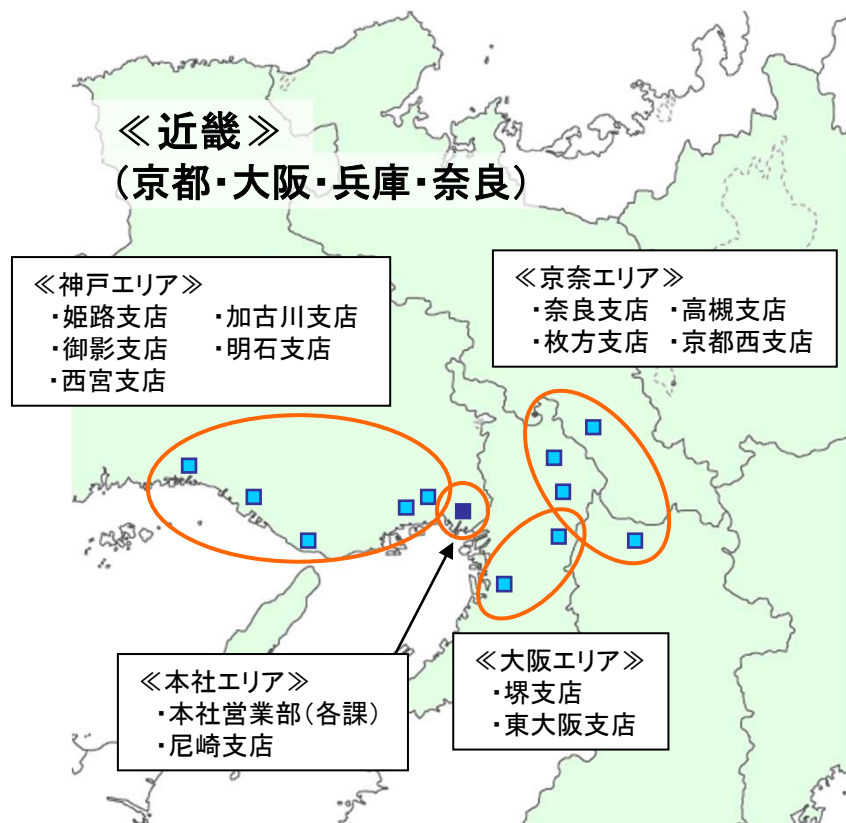 ≪近畿≫
(京都・大阪・兵庫・奈良)
≪神戸エリア≫
・姫路支店 ・加古川支店
・御影支店 ・明石支店
・西宮支店
≪京奈エリア≫
・奈良支店 ・高槻支店
・枚方支店 ・京都西支店
≪本社エリア≫
・本社営業部(各課)
・尼崎支店
≪大阪エリア≫
・堺支店
・東大阪支店